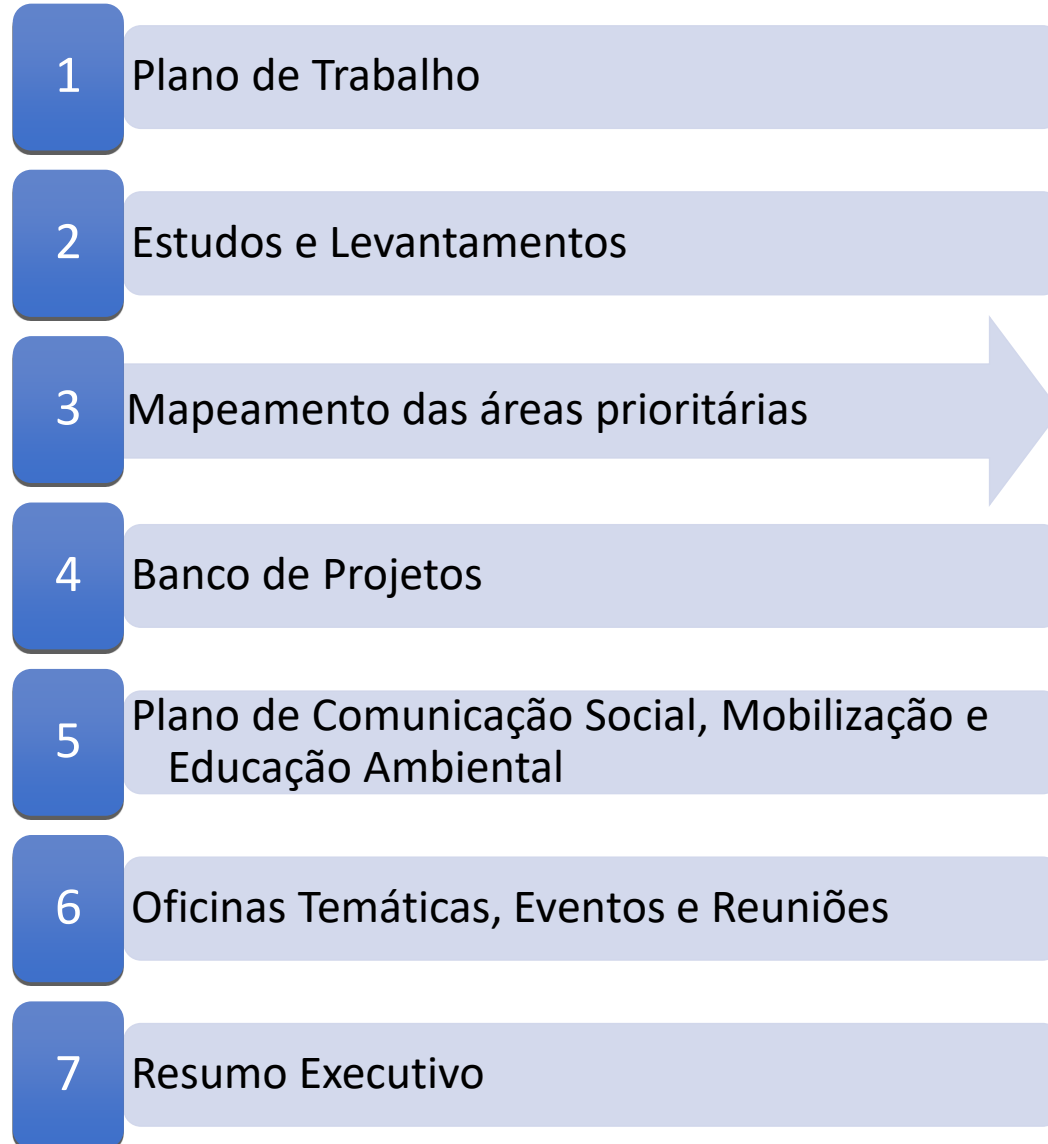 1 Plano de Trabalho
2 Estudos e Levantamentos
3 Mapeamento das áreas prioritárias
4 Banco de Projetos
5 Plano de Comunicação Social, Mobilização e
Educação Ambiental
6 Oficinas Temáticas, Eventos e Reuniões
7 Resumo Executivo